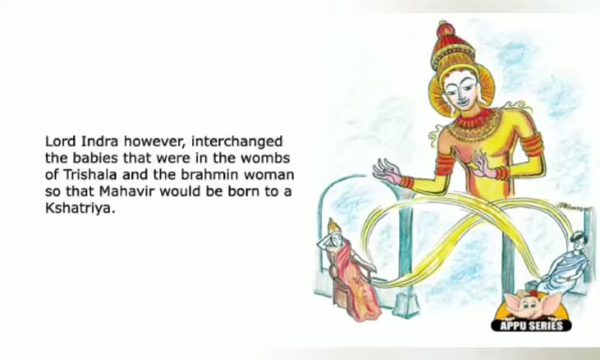 Lord Indra however, interchanged
the babies that were in the wombs
of Trishala and the brahmin woman
so that Mahavir would be born to a
Kshatriya.
APPU SERIES